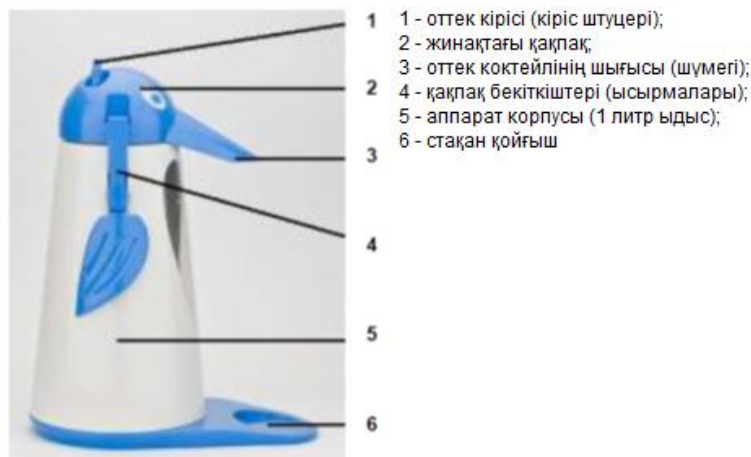 1 - оттек кірісі (кіріс штуцері);
2 - жинақтағы қақпақ;
3 - оттек коктейлінің шығысы (шүмегі);
4 - қақпақ бекіткіштері (ысырмалары);
5 - аппарат корпусы (1 литр ыдыс);
6 - стақан қойғыш
1
2
3
4
5
6